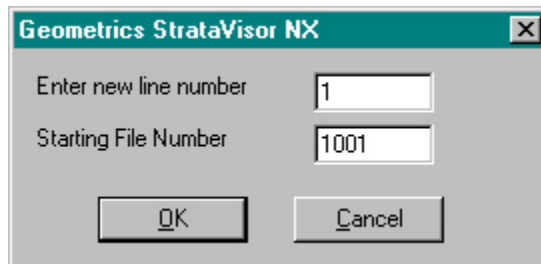 Geometrics StrataVisor NX
Enter new line number 1
Starting File Number 1001
OK Cancel